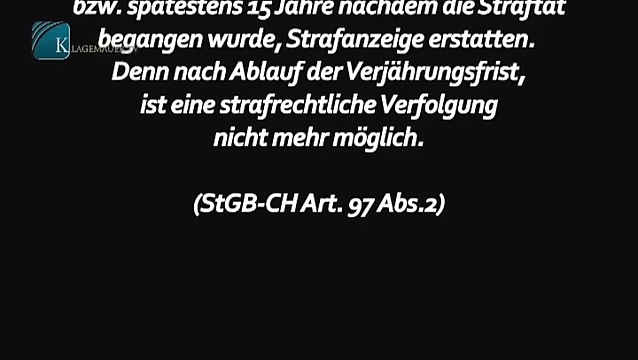 bzw. spätestens 15 Jahre nachdem die Straftat
begangen wurde, Strafanzeige erstatten.
Denn nach Ablauf der Verjährungsfrist,
ist eine strafrechtliche Verfolgung
nicht mehr möglich.
(StGB-CH Art. 97 Abs.2)
K